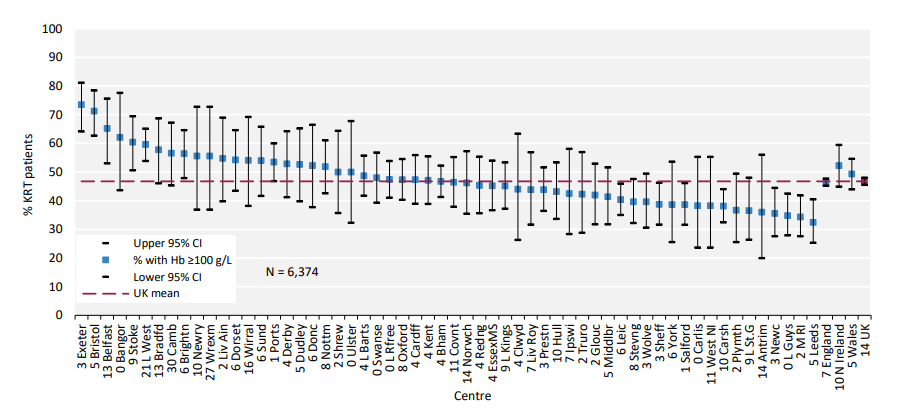 100
90
80
70
60
50
40
30
20
10
0
% KRT patients
Upper 95% CI
% with Hb ≥100 g/L
Lower 95% CI
UK mean
N = 6,374
3 Exeter
5 Bristol
13 Belfast
0 Bangor
9 Stoke
21 L West
13 Bradfd
30 Camb
6 Brightn
10 Newry
27 Wrexm
2 Liv Ain
6 Dorset
16 Wirral
6 Sund
1 Ports
4 Derby
5 Dudley
6 Donc
8 Nottm
2 Shrew
0 Ulster
4 L Barts
0 Swanse
0 L Rfree
8 Oxford
4 Cardff
4 Kent
4 Bham
11 Covnt
14 Norwch
4 Redng
4 EssexMS
9 L Kings
4 Clwyd
7 Liv Roy
3 Prestn
10 Hull
7 Ipswi
2 Truro
2 Glouc
5 Middlbr
6 Leic
8 Stevng
3 Wolve
3 Sheff
6 York
1 Salford
0 Carlis
11 West NI
10 Carsh
2 Plymth
9 L St.G
14 Antrim
3 Newc
0 L Guys
2 M RI
5 Leeds
7 England
10 N Ireland
5 Wales
14 UK
Centre